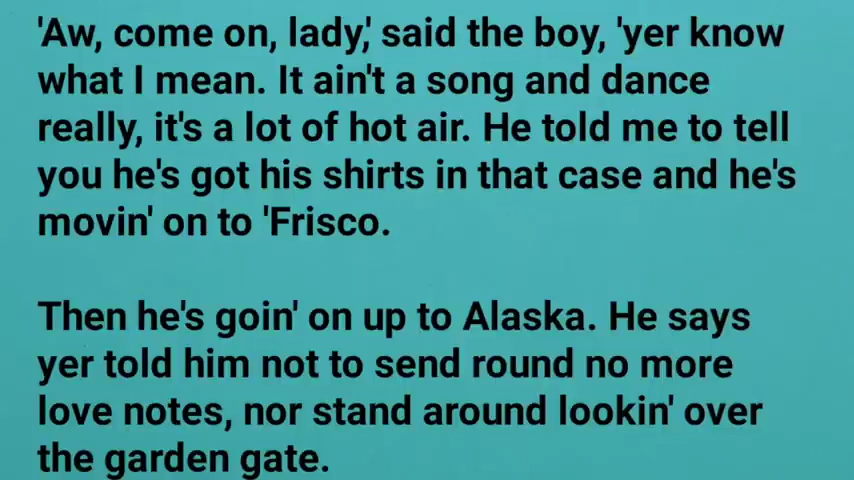 'Aw, come on, lady,' said the boy, 'yer know
what I mean. It ain't a song and dance
really, it's a lot of hot air. He told me to tell
you he's got his shirts in that case and he's
movin' on to 'Frisco.
Then he's goin' on up to Alaska. He says
yer told him not to send round no more
love notes, nor stand around lookin' over
the garden gate.